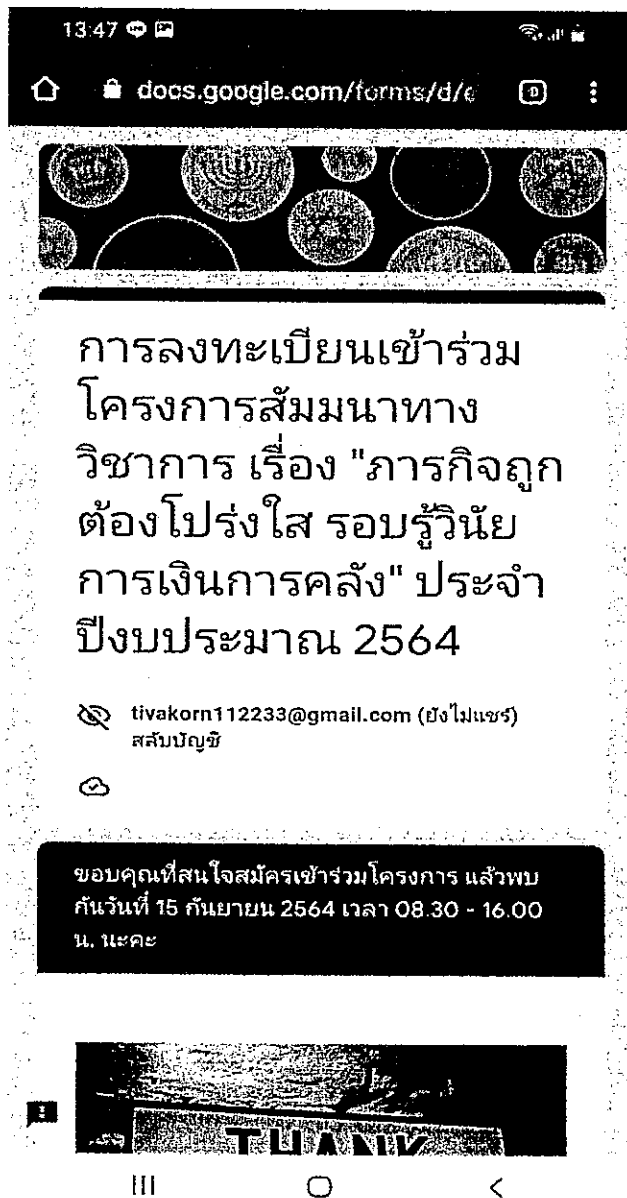 13:47
docs.google.com/forms/d/e
การลงทะเบียนเข้าร่วม
โครงการสัมมนาทาง
วิชาการ เรื่อง "ภารกิจถูก
ต้องโปร่งใส รอบรู้วินัย
การเงินการคลัง" ประจำ
ปีงบประมาณ 2564
tivakorn112233@gmail.com (ยังไม่แชร์)
สลับบัญชี
ขอบคุณที่สนใจสมัครเข้าร่วมโครงการ แล้วพบ
กันวันที่ 15 กันยายน 2564 เวลา 08.30 - 16.00
น. นะคะ
THANK